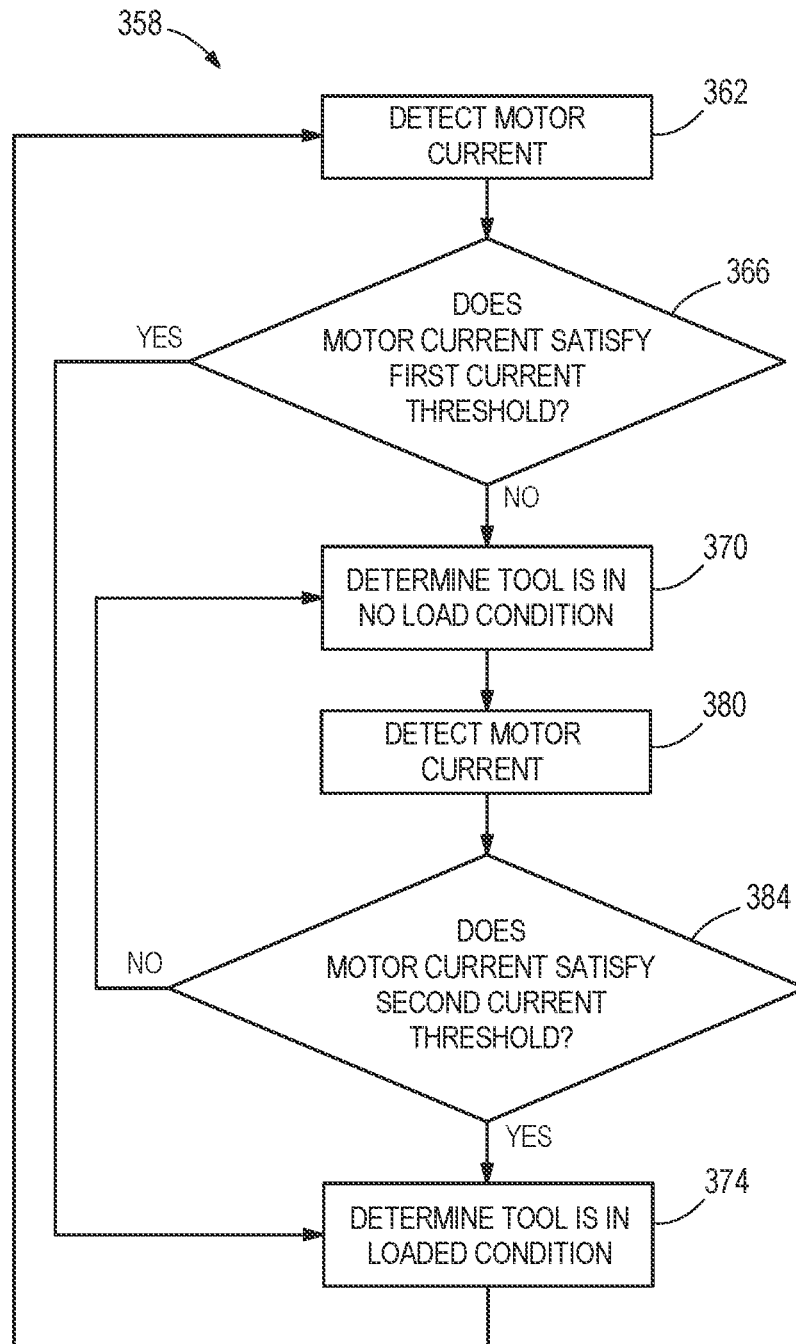 358
DETECT MOTOR
CURRENT
362
DOES
MOTOR CURRENT SATISFY
FIRST CURRENT
THRESHOLD?
366
YES
NO
DETERMINE TOOL IS IN
NO LOAD CONDITION
370
DETECT MOTOR
CURRENT
380
DOES
MOTOR CURRENT SATISFY
SECOND CURRENT
THRESHOLD?
384
NO
YES
DETERMINE TOOL IS IN
LOADED CONDITION
374